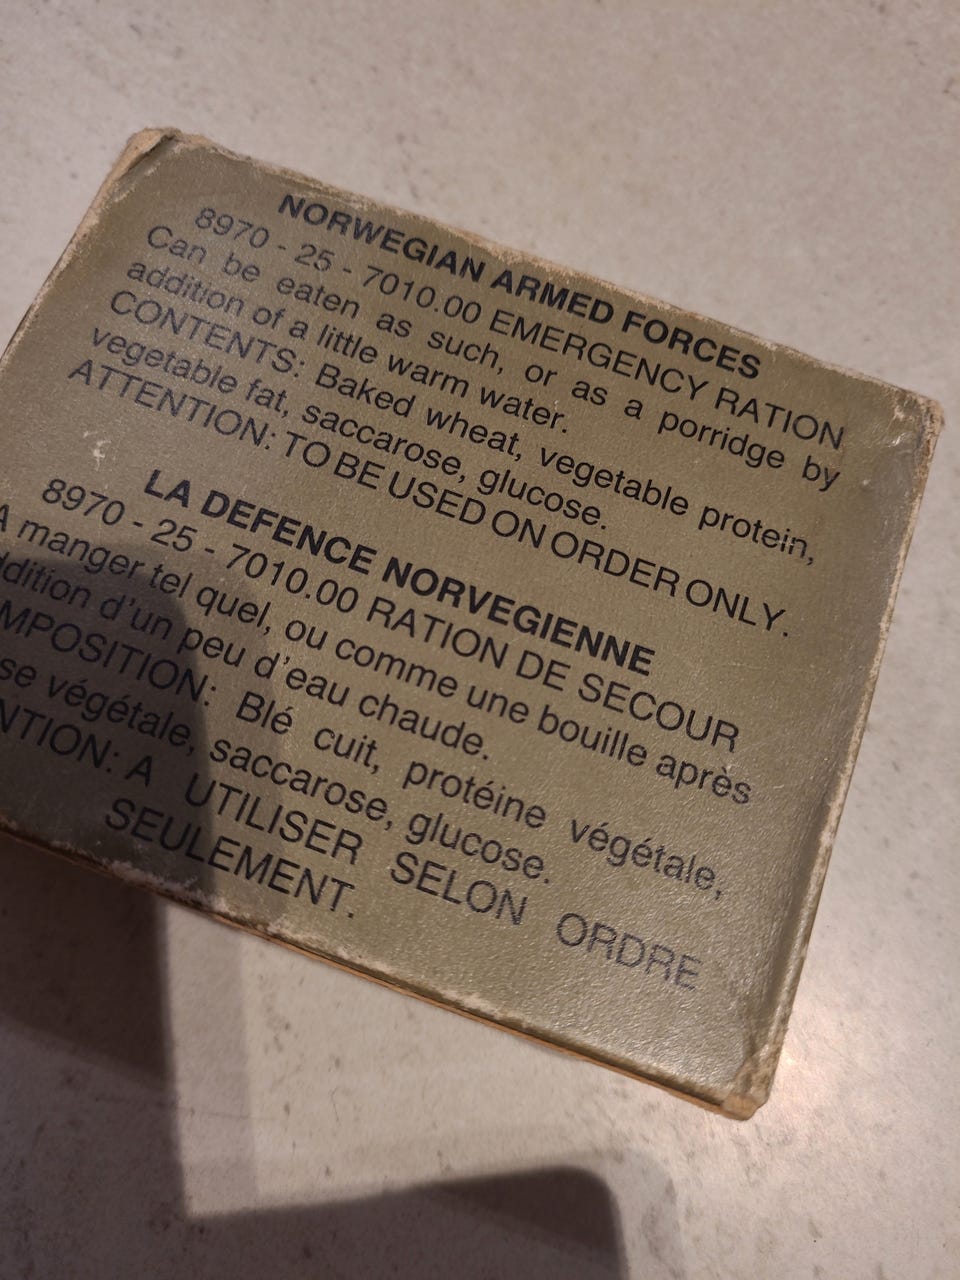 NORWEGIAN ARMED FORCES
8970 - 25 - 7010.00 EMERGENCY RATION
Can be eaten as such, or as a porridge by
addition of a little warm water.
CONTENTS: Baked wheat, vegetable protein,
vegetable fat, saccarose, glucose.
ATTENTION: TO BE USED ON ORDER ONLY.
LA DEFENCE NORVEGIENNE
8970 - 25 - 7010.00 RATION DE SECOUR
A manger tel quel, ou comme une bouille après
ddition d'un peu d'eau chaude.
MPOSITION: Blé cuit, protéine végétale,
se végétale, saccarose, glucose.
NTION: A UTILISER SELON ORDRE
SEULEMENT.